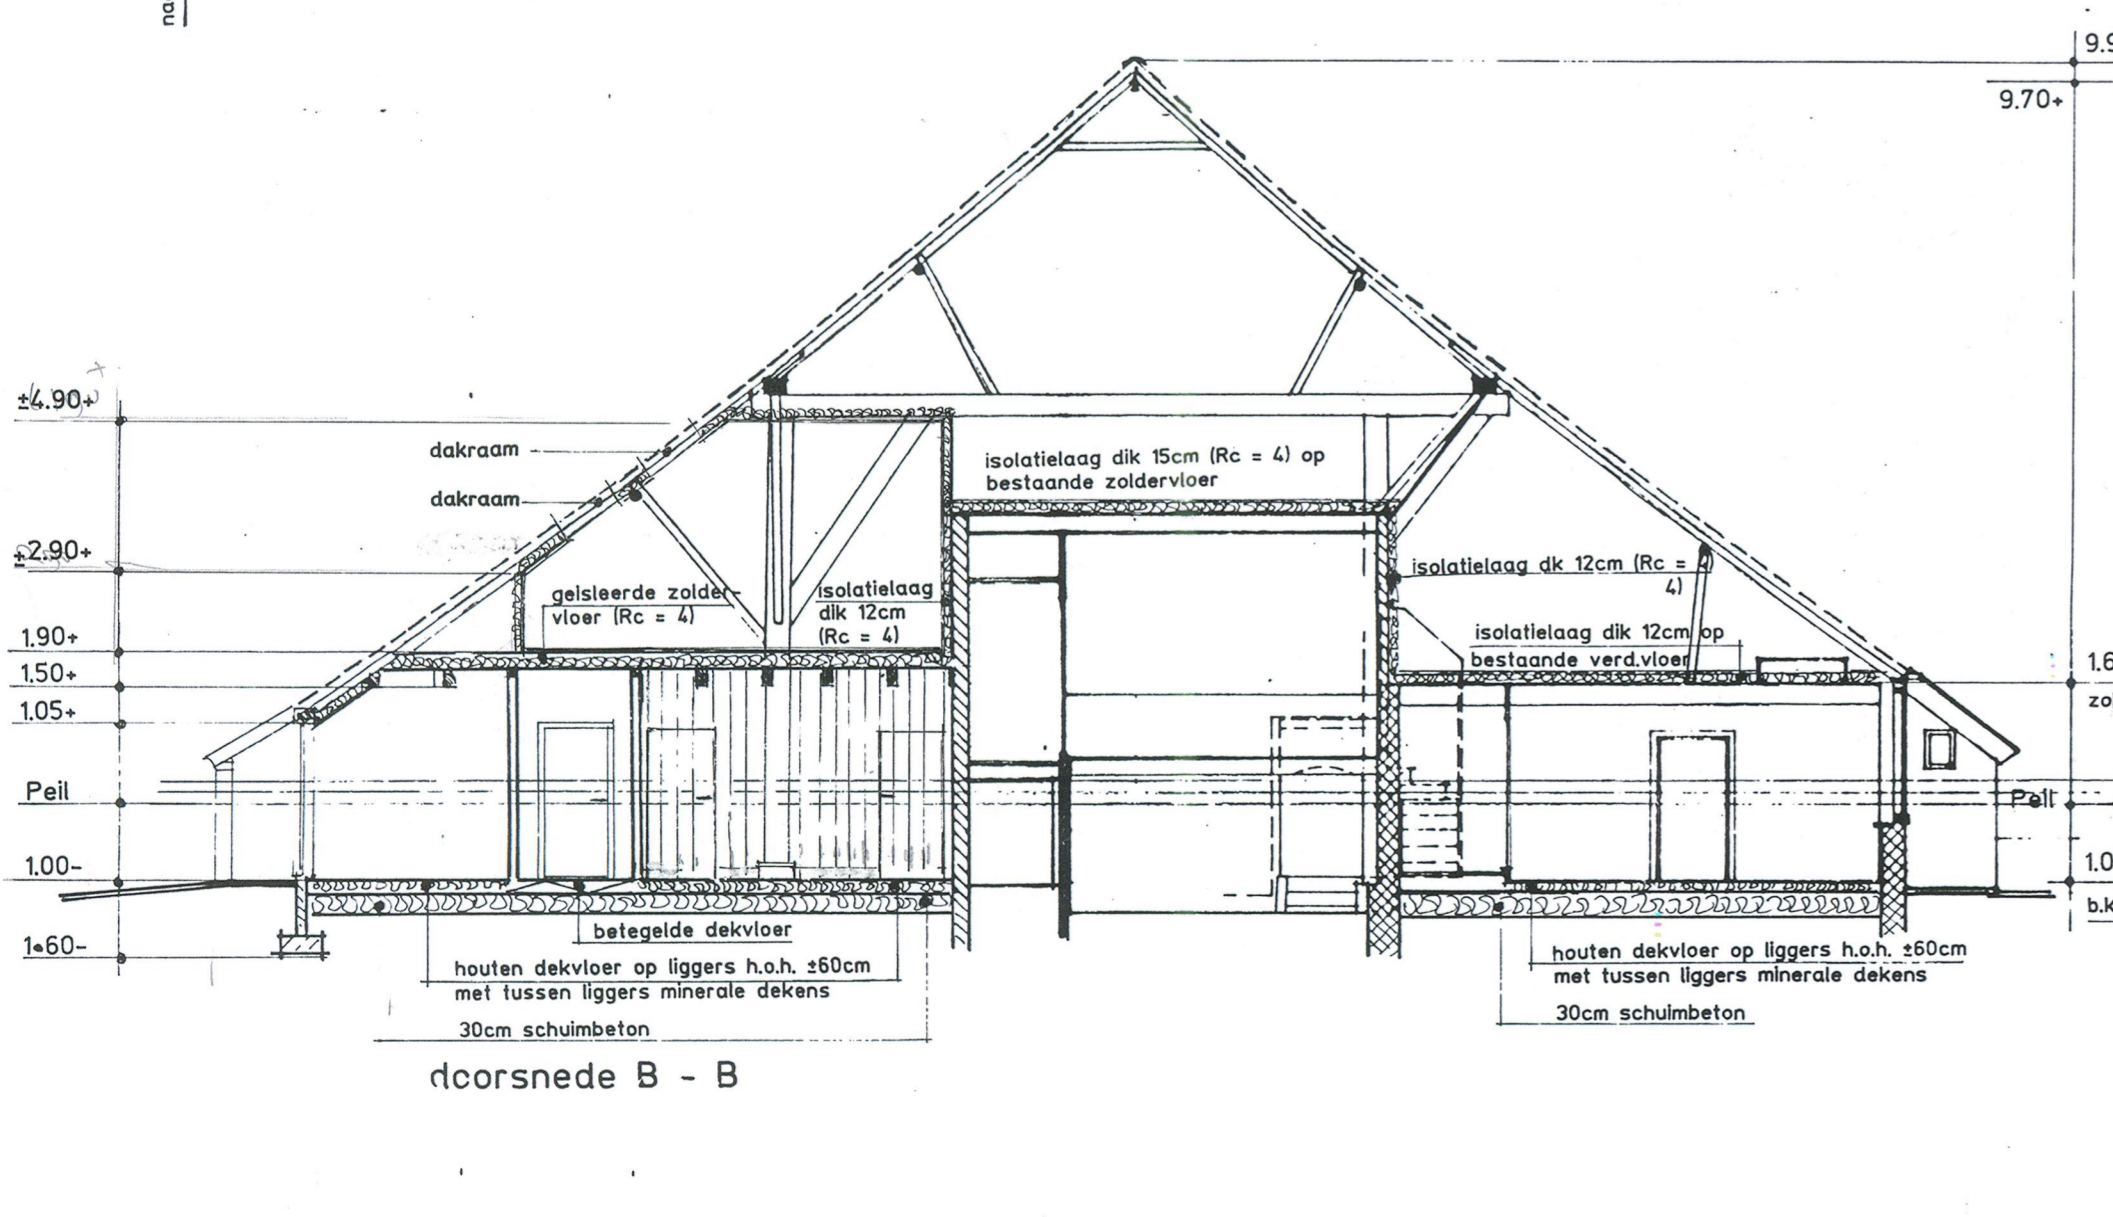 9.70+
±4.90+
dakraam
isolatielaag dik 15cm (Rc = 4) op
bestaande zoldervloer
dakraam
±2.90+
isolatielaag dk 12cm (Rc =
4)
geisleerde zolder-
vloer (Rc = 4)
isolatielaag
dik 12cm
(Rc = 4)
1.90+
isolatielaag dik 12cm op
bestaande verd.vloer
1.50+
1.05+
Peil
Peil
1.00-
betegelde dekvloer
1.60-
houten dekvloer op liggers h.o.h. ±60cm
met tussen liggers minerale dekens
houten dekvloer op liggers h.o.h. ±60cm
met tussen liggers minerale dekens
30cm schuimbeton
30cm schuimbeton
doorsnede B - B